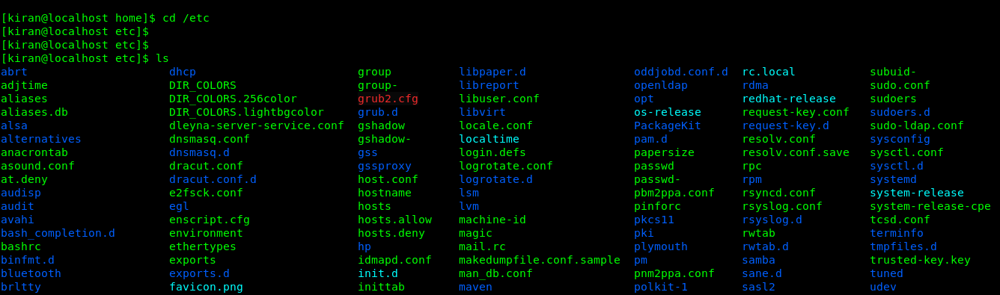 [kiran@localhost home]$ cd /etc
[kiran@localhost etc]$
[kiran@localhost etc]$
[kiran@localhost etc]$ ls
abrt dhcp group libpaper.d oddjobd.conf.d rc.local subuid-
adjtime DIR_COLORS group- libreport openldap rdma sudo.conf
aliases DIR_COLORS.256color grub2.cfg libuser.conf opt redhat-release sudoers
aliases.db DIR_COLORS.lightbgcolor grub.d libvirt os-release request-key.conf sudoers.d
alsa dleyna-server-service.conf gshadow locale.conf PackageKit request-key.d sudo-ldap.conf
alternatives dnsmasq.conf gshadow- localtime pam.d resolv.conf sysconfig
anacrontab dnsmasq.d gss login.defs papersize resolv.conf.save sysctl.conf
asound.conf dracut.conf gssproxy logrotate.conf passwd rpc sysctl.d
at.deny dracut.conf.d host.conf logrotate.d passwd- rpm systemd
audisp e2fsck.conf hostname lsm pbm2ppa.conf rsyncd.conf system-release
audit egl hosts lvm pinforc rsyslog.conf system-release-cpe
avahi enscript.cfg hosts.allow machine-id pkcs11 rsyslog.d tcsd.conf
bash_completion.d environment hosts.deny magic pki rwtab terminfo
bashrc ethertypes hp mail.rc plymouth rwtab.d tmpfiles.d
binfmt.d exports idmapd.conf makedumpfile.conf.sample pm samba trusted-key.key
bluetooth exports.d init.d man_db.conf pnm2ppa.conf sane.d tuned
brltty favicon.png inittab maven polkit-1 sasl2 udev